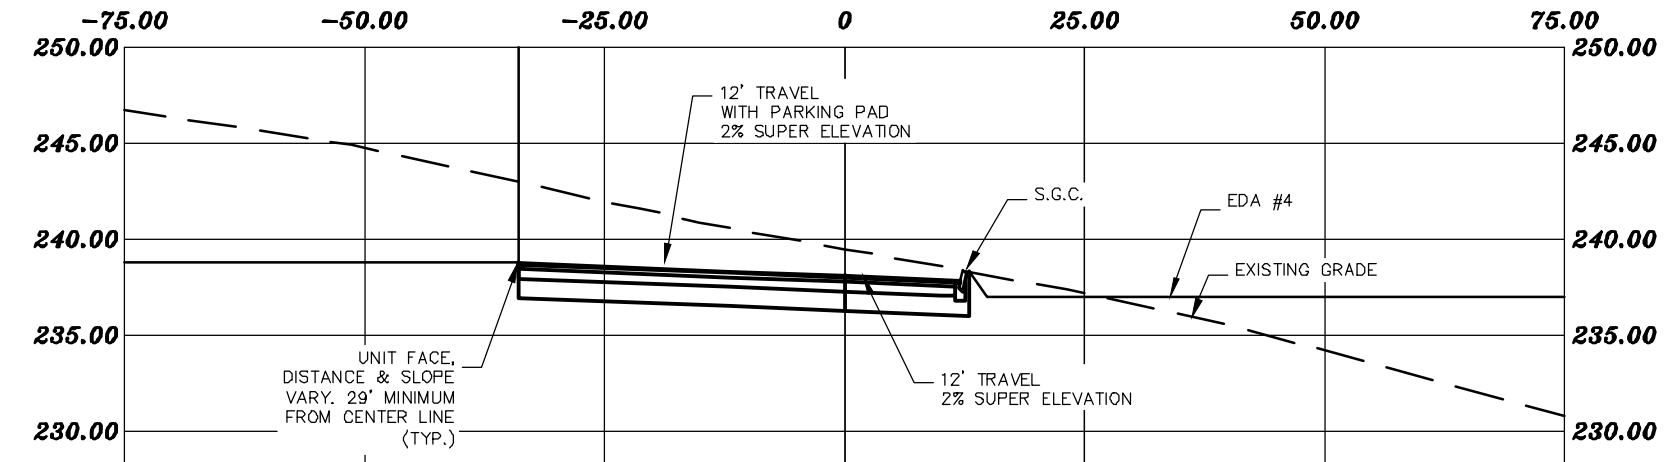 -75.00 -50.00 -25.00 0 25.00 50.00 75.00
250.00 250.00
12' TRAVEL
WITH PARKING PAD
2% SUPER ELEVATION
245.00 245.00
S.G.C.
EDA #4
240.00 240.00
EXISTING GRADE
235.00 235.00
UNIT FACE,
DISTANCE & SLOPE
VARY. 29' MINIMUM
FROM CENTER LINE
(TYP.)
12' TRAVEL
2% SUPER ELEVATION
230.00 230.00